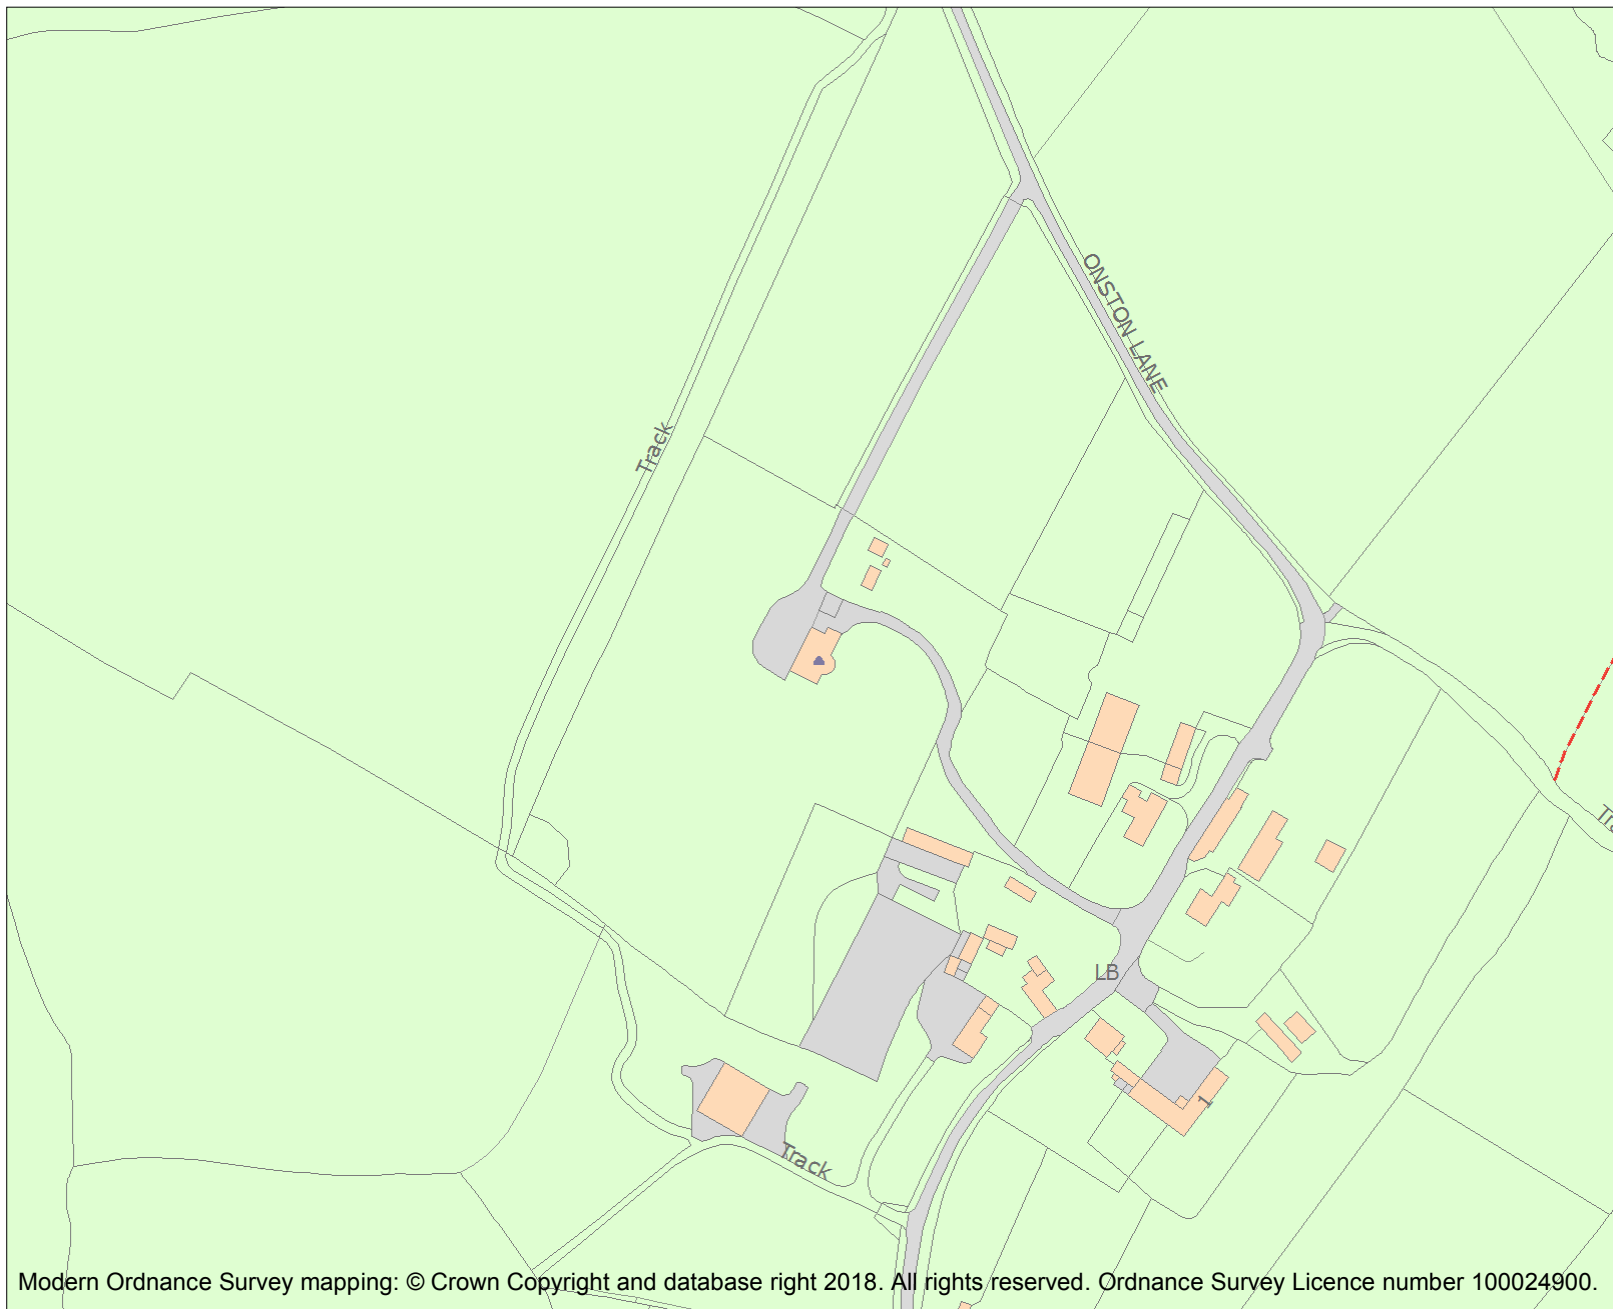 ONSTON LANE
Track
LB
1
Track
Modern Ordnance Survey mapping: © Crown Copyright and database right 2018. All rights reserved. Ordnance Survey Licence number 100024900.